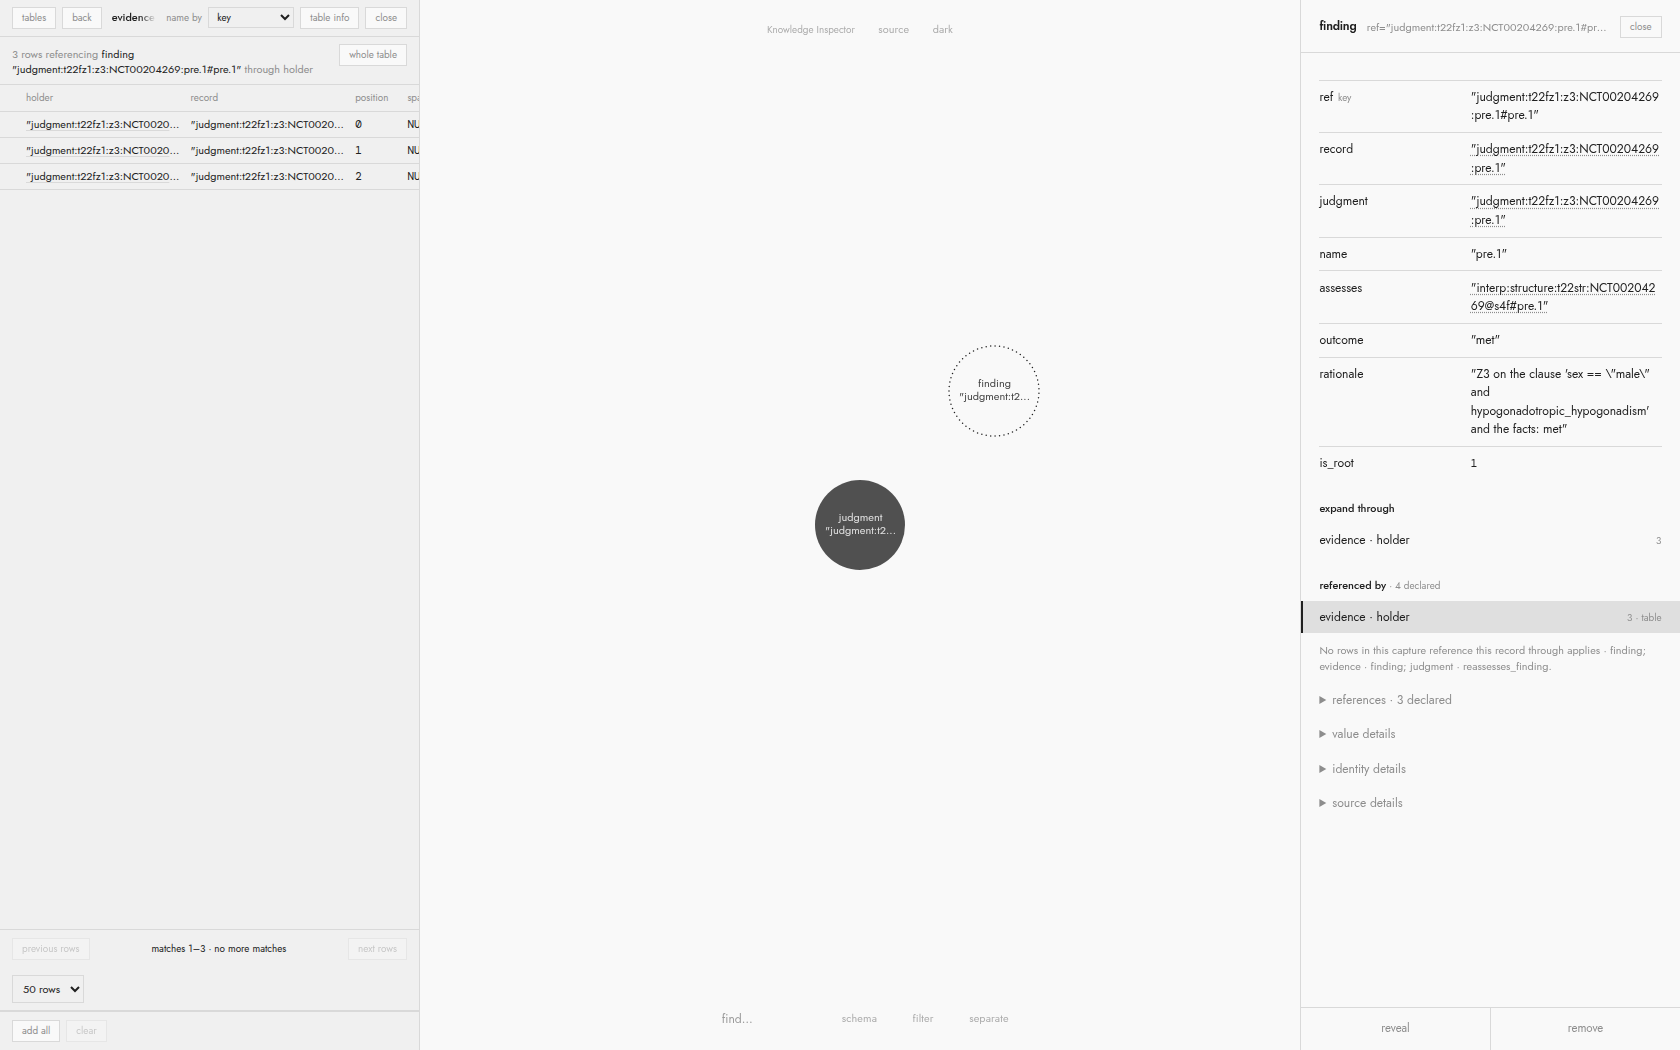 tables back evidence name by key table info close
3 rows referencing finding
"judgment:t22fz1:z3:NCT00204269:pre.1#pre.1" through holder
whole table
holder record position spa
"judgment:t22fz1:z3:NCT0020... "judgment:t22fz1:z3:NCT0020... 0 NU
"judgment:t22fz1:z3:NCT0020... "judgment:t22fz1:z3:NCT0020... 1 NU
"judgment:t22fz1:z3:NCT0020... "judgment:t22fz1:z3:NCT0020... 2 NU
previous rows matches 1–3 · no more matches next rows
50 rows
add all clear
Knowledge Inspector source dark
finding
"judgment:t2...
judgment
"judgment:t2...
find... schema filter separate
finding ref="judgment:t22fz1:z3:NCT00204269:pre.1#pr... close
ref key "judgment:t22fz1:z3:NCT00204269
:pre.1#pre.1"
record "judgment:t22fz1:z3:NCT00204269
:pre.1"
judgment "judgment:t22fz1:z3:NCT00204269
:pre.1"
name "pre.1"
assesses "interp:structure:t22str:NCT002042
69@s4f#pre.1"
outcome "met"
rationale "Z3 on the clause 'sex == \"male\"
and
hypogonadotropic_hypogonadism'
and the facts: met"
is_root 1
expand through
evidence · holder 3
referenced by · 4 declared
evidence · holder 3 · table
No rows in this capture reference this record through applies · finding;
evidence · finding; judgment · reassesses_finding.
▶ references · 3 declared
▶ value details
▶ identity details
▶ source details
reveal remove